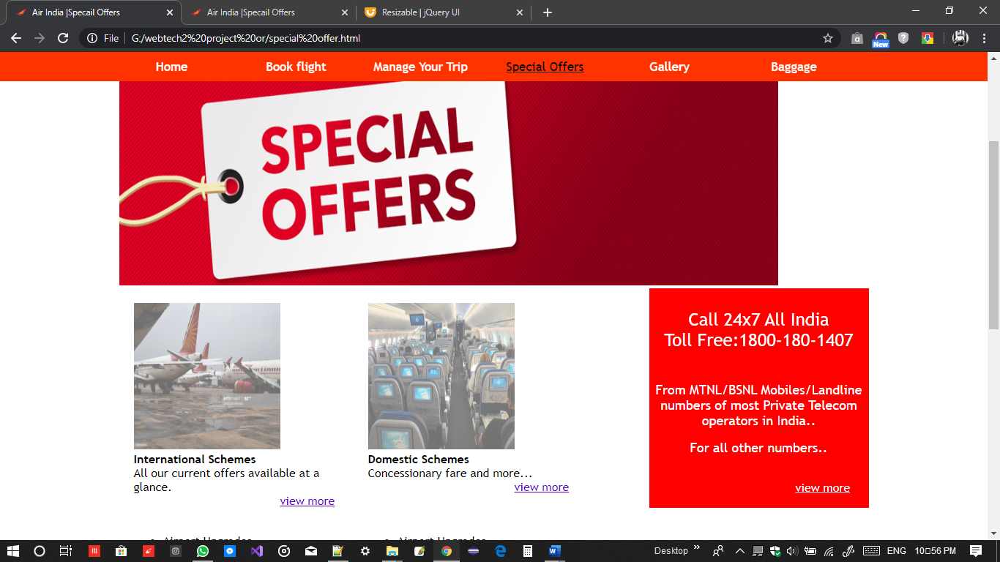 Air India |Specail Offers
Air India |Specail Offers
Resizable | jQuery UI
File
G:/webtech2%20project%20or/special%20offer.html
New
Home
Book flight
Manage Your Trip
Special Offers
Gallery
Baggage
SPECIAL
OFFERS
International Schemes
All our current offers available at a
glance.
view more
Domestic Schemes
Concessionary fare and more...
view more
Call 24x7 All India
Toll Free:1800-180-1407
From MTNL/BSNL Mobiles/Landline
numbers of most Private Telecom
operators in India..
For all other numbers..
view more
Airport Upgrades
Airport Upgrades
Desktop
ENG
10▯56 PM